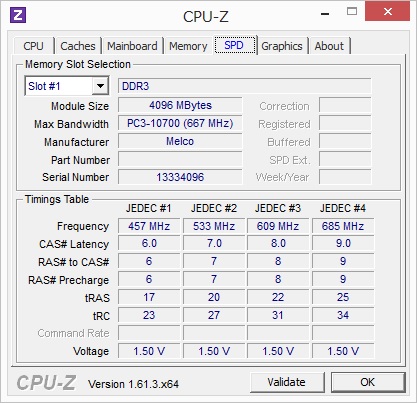 CPU-Z
CPU Caches Mainboard Memory SPD Graphics About
Memory Slot Selection
Slot #1 DDR3
Module Size 4096 MBytes Correction
Max Bandwidth PC3-10700 (667 MHz) Registered
Manufacturer Melco Buffered
Part Number SPD Ext.
Serial Number 13334096 Week/Year
Timings Table
JEDEC #1 JEDEC #2 JEDEC #3 JEDEC #4
Frequency 457 MHz 533 MHz 609 MHz 685 MHz
CAS# Latency 6.0 7.0 8.0 9.0
RAS# to CAS# 6 7 8 9
RAS# Precharge 6 7 8 9
tRAS 17 20 22 25
tRC 23 27 31 34
Command Rate
Voltage 1.50 V 1.50 V 1.50 V 1.50 V
CPU-Z Version 1.61.3.x64 Validate OK